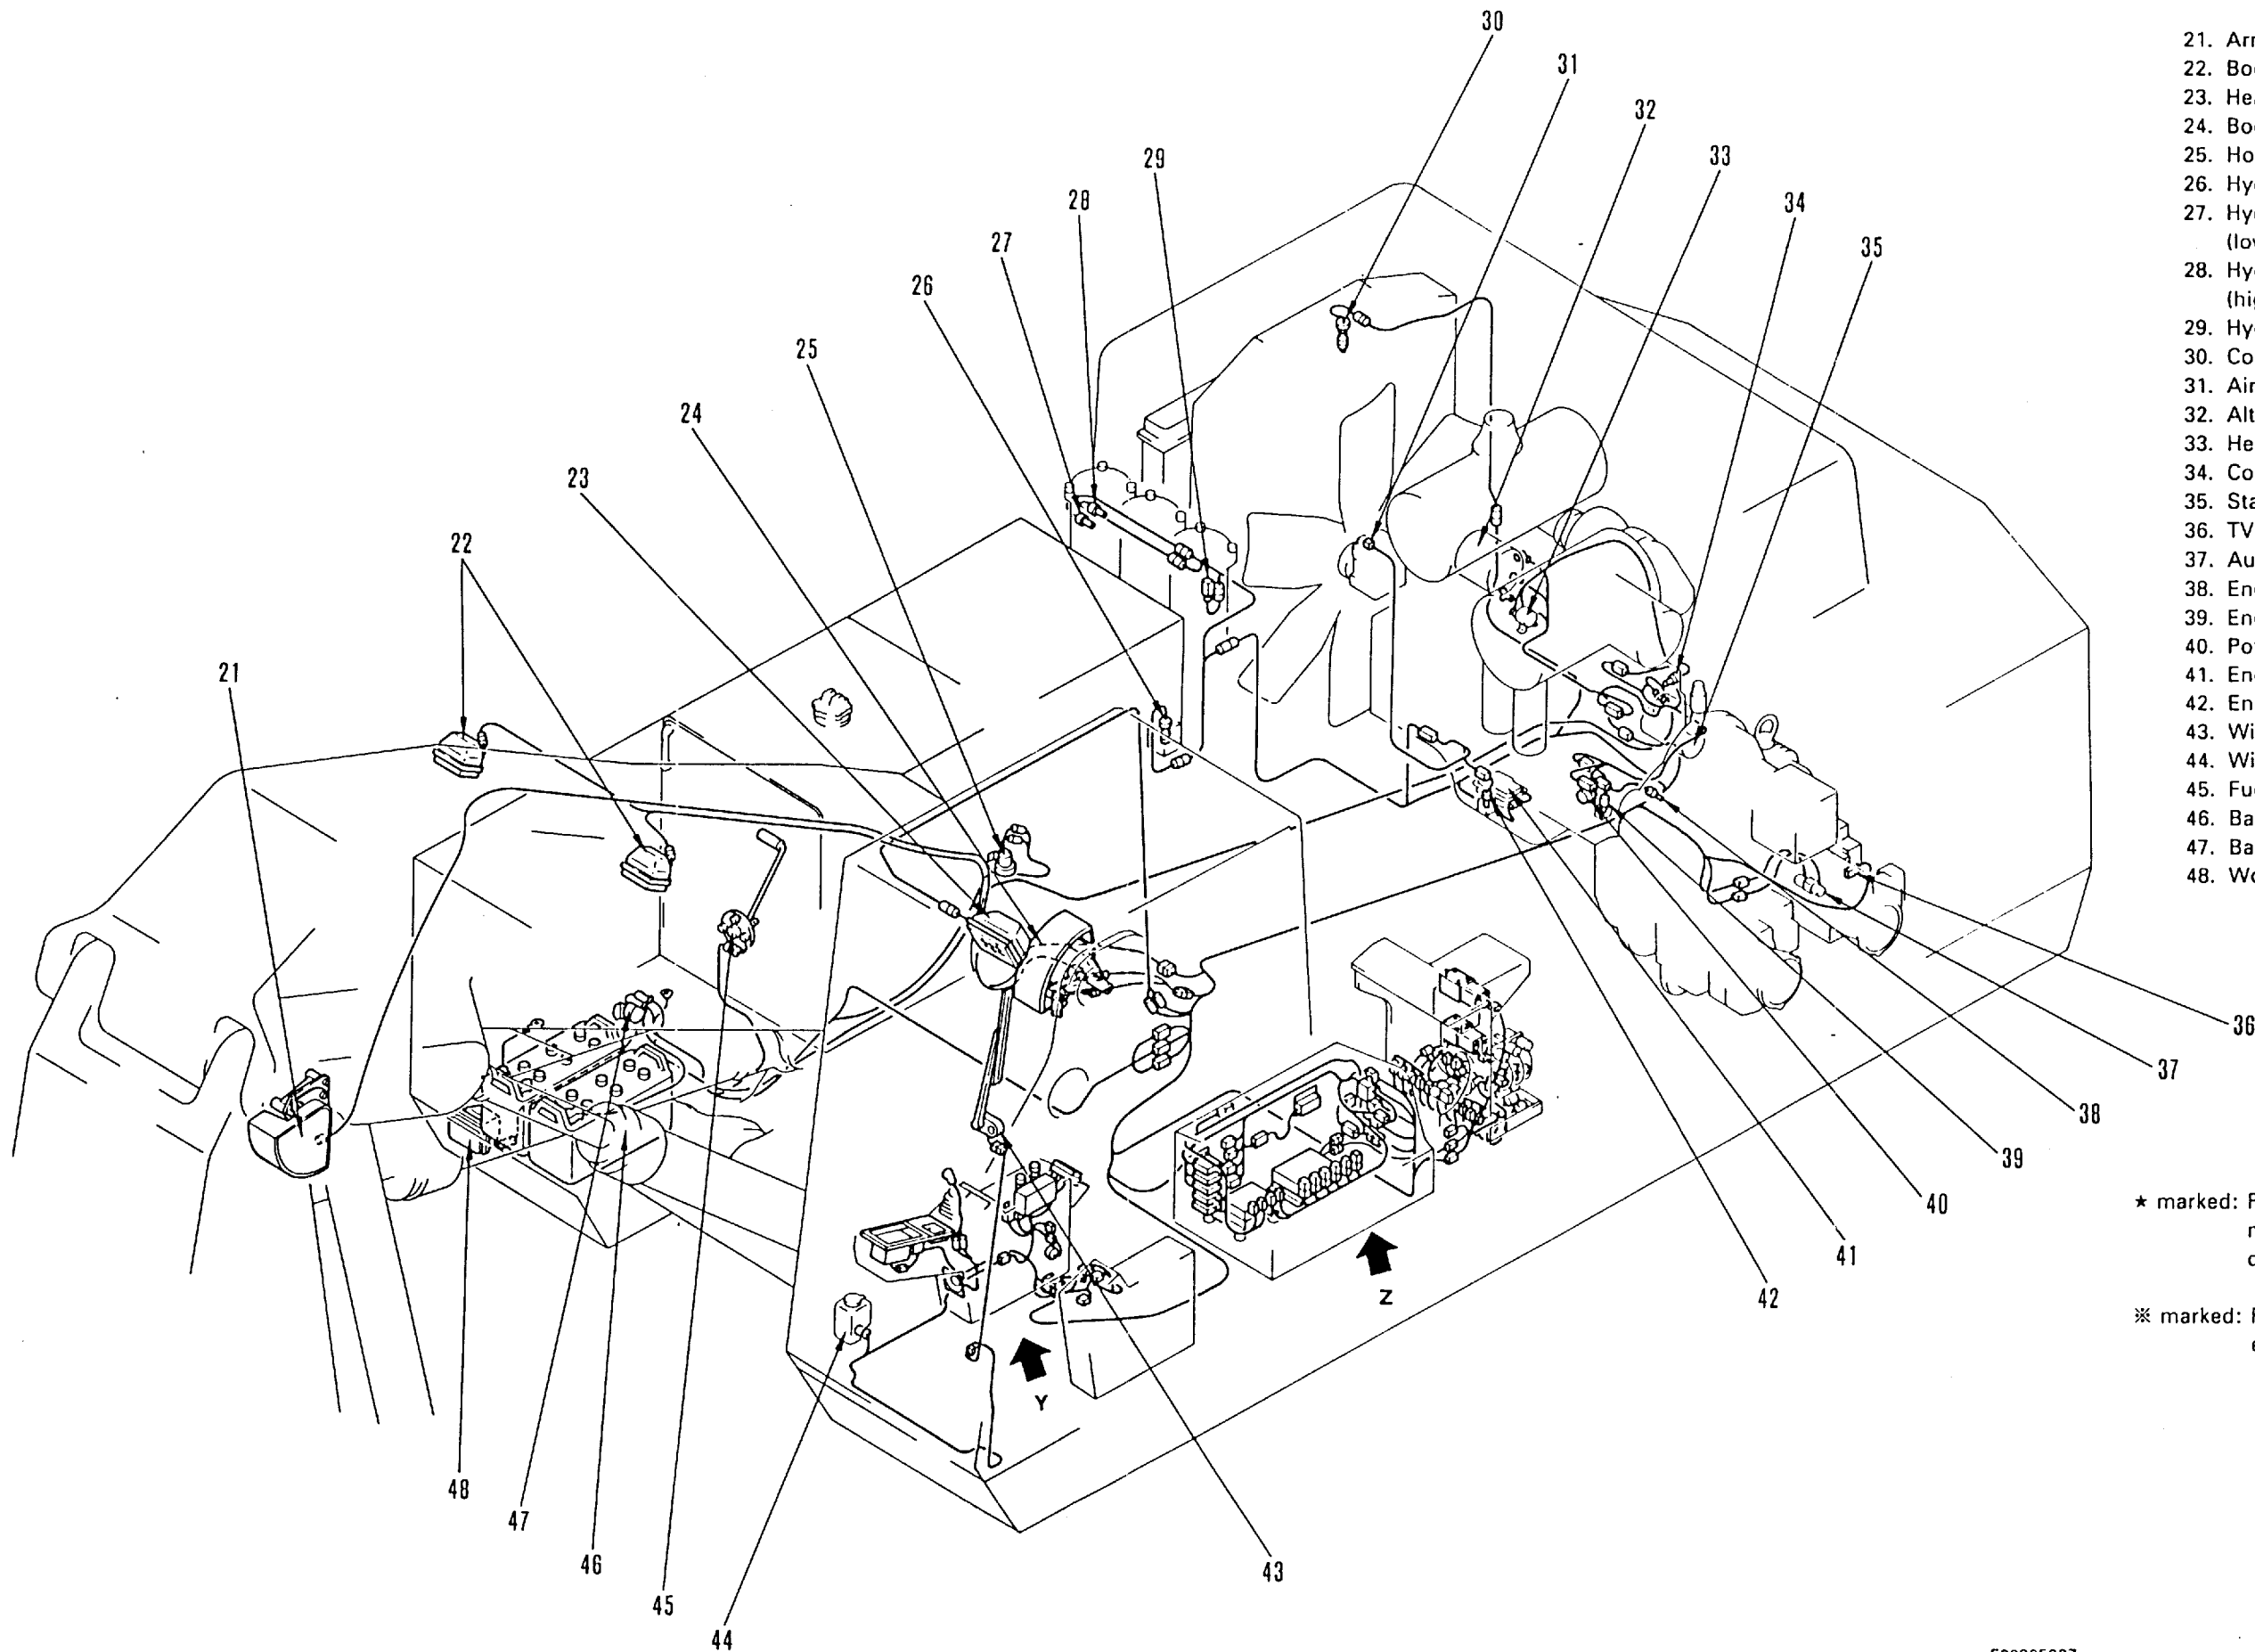 30
31
32
33
29
28
34
27
35
26
25
24
23
22
21
36
37
38
39
40
41
42
Z
Y
48
47
46
45
44
43
21. Arr
22. Boo
23. He
24. Boo
25. Ho
26. Hy
27. Hy
(lo
28. Hy
(hig
29. Hy
30. Co
31. Air
32. Alt
33. He
34. Co
35. Sta
36. TV
37. Au
38. En
39. En
40. Po
41. En
42. En
43. Wi
44. Wi
45. Fu
46. Ba
47. Ba
48. Wo
★ marked:
※ marked: